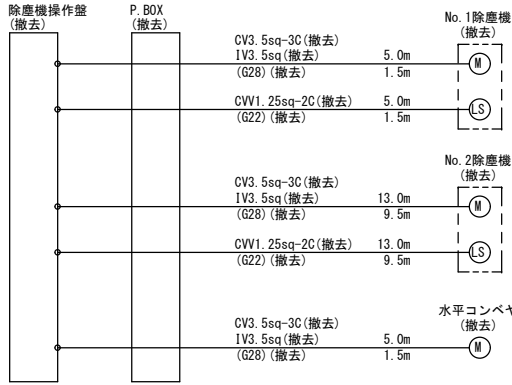 除塵機操作盤
(撤去)
P.BOX
(撤去)
No.1除塵機
(撤去)
CV3.5sq-3C(撤去)
IV3.5sq(撤去) 5.0m
(G28)(撤去) 1.5m
M
CVV1.25sq-2C(撤去) 5.0m
(G22)(撤去) 1.5m
LS
No.2除塵機
(撤去)
CV3.5sq-3C(撤去)
IV3.5sq(撤去) 13.0m
(G28)(撤去) 9.5m
M
CVV1.25sq-2C(撤去) 13.0m
(G22)(撤去) 9.5m
LS
水平コンベヤ
(撤去)
CV3.5sq-3C(撤去)
IV3.5sq(撤去) 5.0m
(G28)(撤去) 1.5m
M